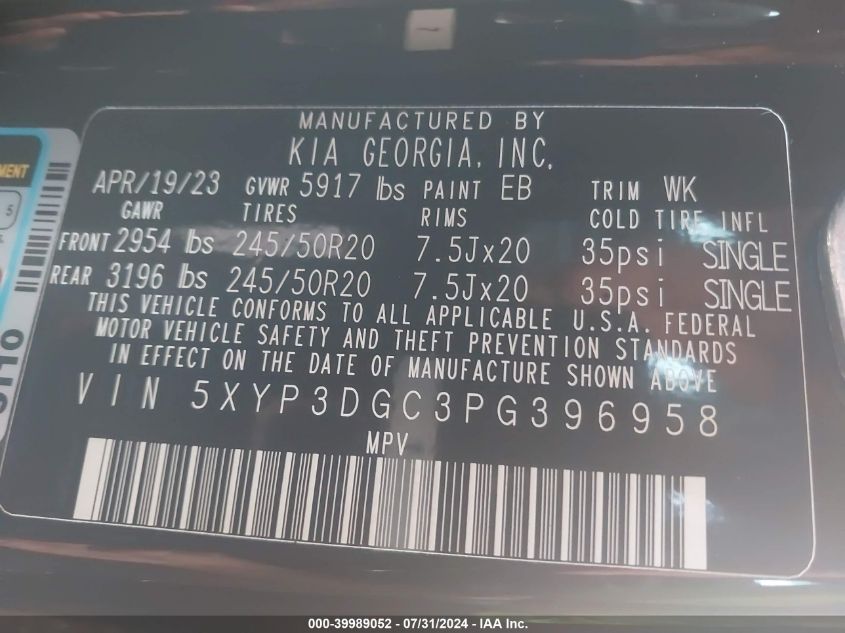 MANUFACTURED BY
KIA GEORGIA, INC.
APR/19/23 GVWR 5917 lbs PAINT EB TRIM WK
GAWR TIRES RIMS COLD TIRE INFL
FRONT 2954 lbs 245/50R20 7.5Jx20 35psi SINGLE
REAR 3196 lbs 245/50R20 7.5Jx20 35psi SINGLE
THIS VEHICLE CONFORMS TO ALL APPLICABLE U.S.A. FEDERAL
MOTOR VEHICLE SAFETY AND THEFT PREVENTION STANDARDS
IN EFFECT ON THE DATE OF MANUFACTURE SHOWN ABOVE
VIN 5XYP3DGC3PG396958
MPV
5
000-39989052 - 07/31/2024 - IAA Inc.